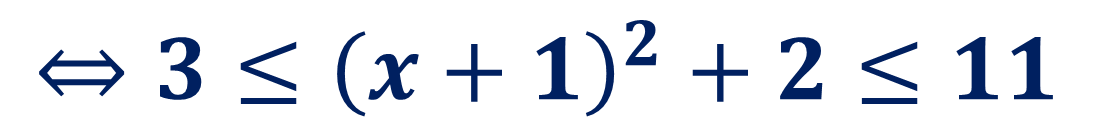 ⟺ 3 ≤ (x + 1)² + 2 ≤ 11